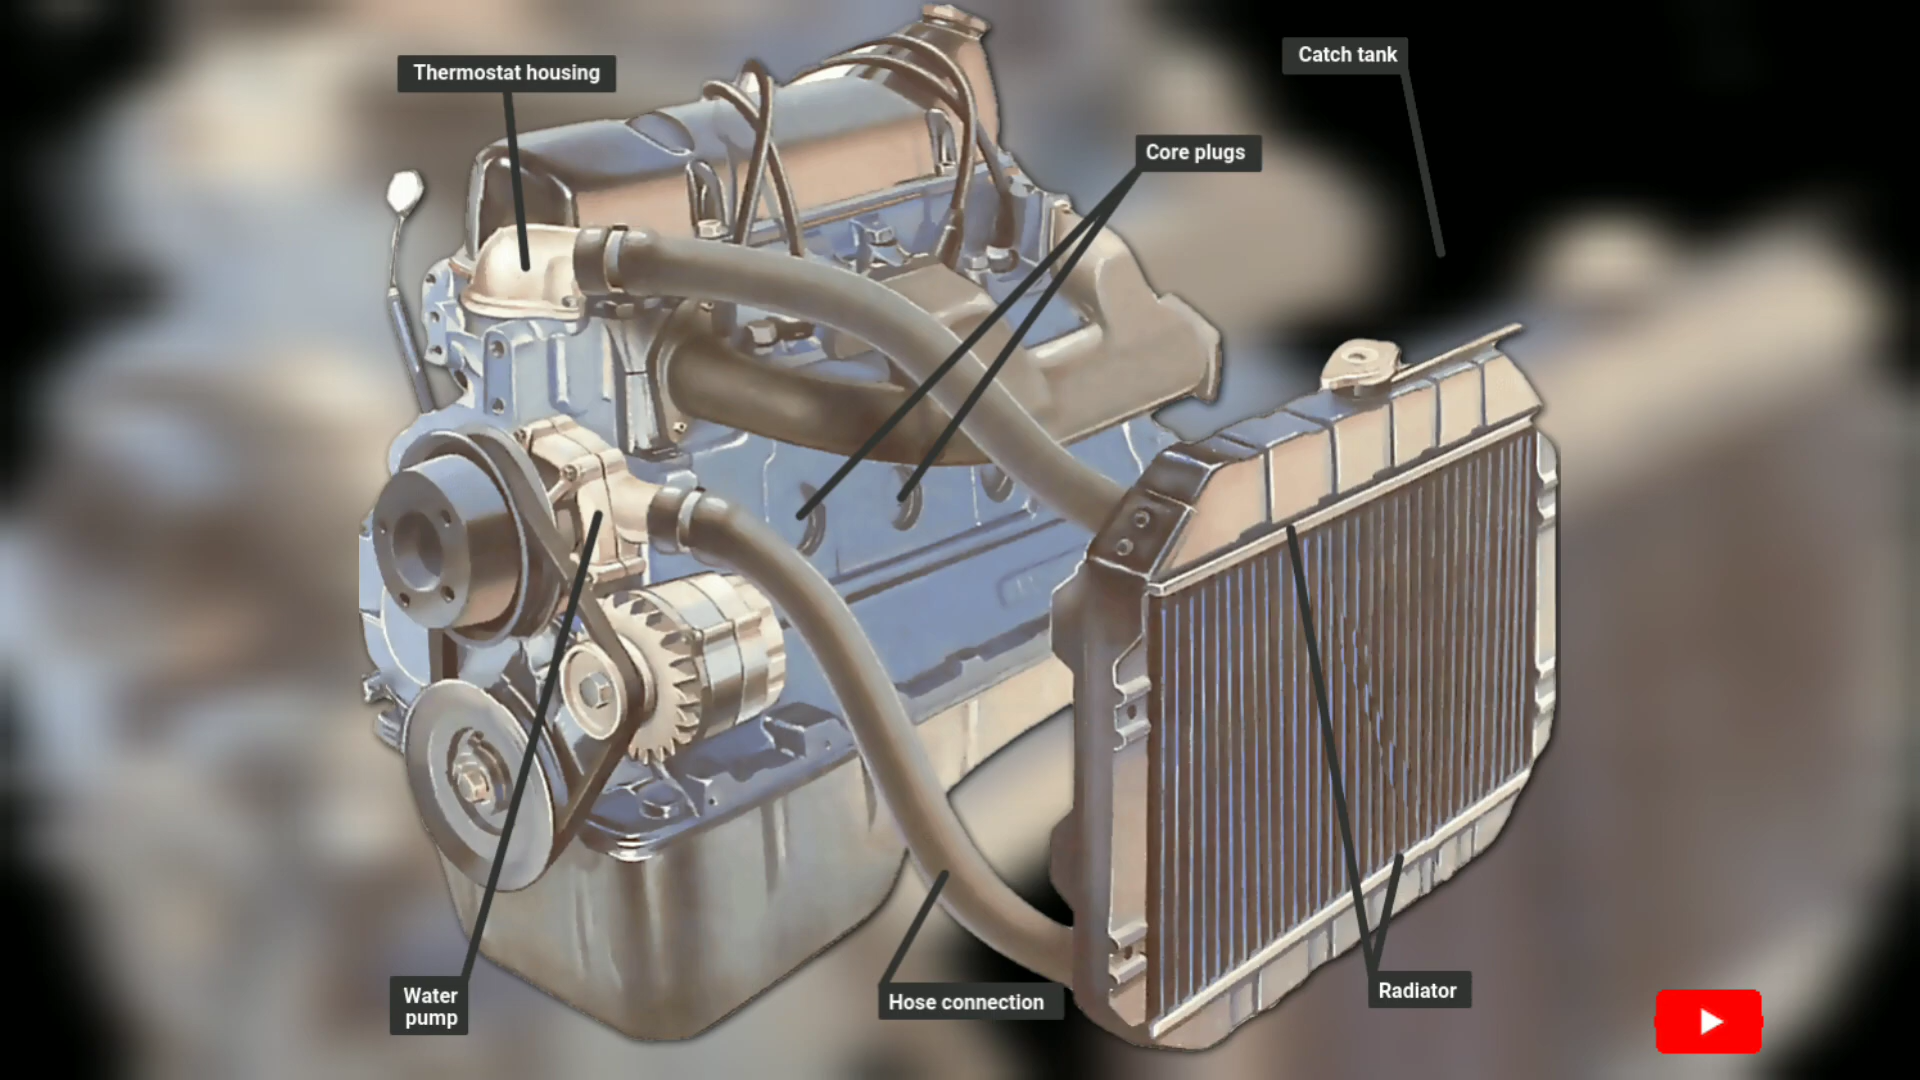 Catch tank
Thermostat housing
Core plugs
Water
pump
Hose connection
Radiator